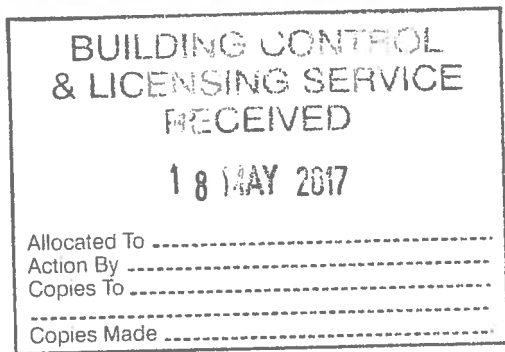 BUILDING CONTROL
& LICENSING SERVICE
RECEIVED
18 MAY 2017
Allocated To
Action By
Copies To
Copies Made